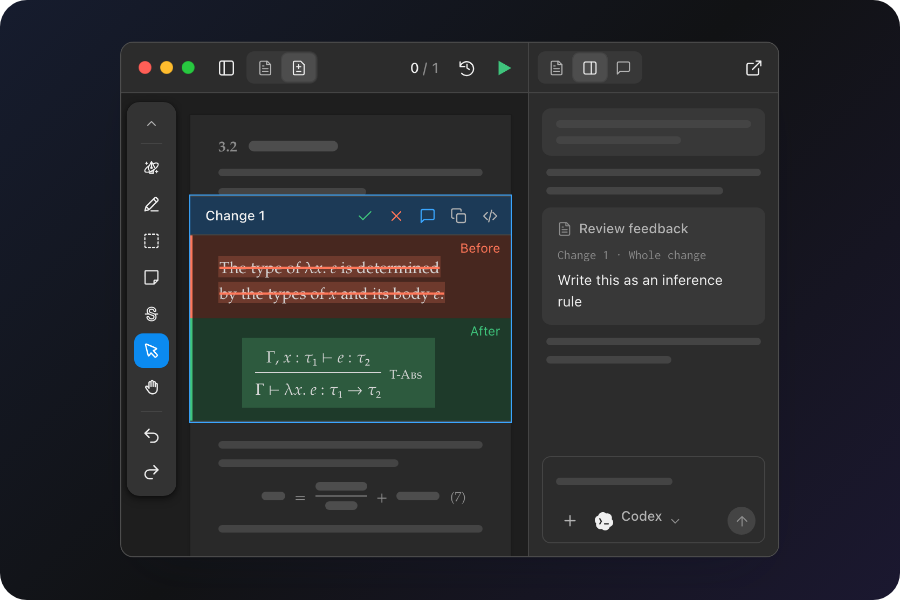 0 / 1
3.2
Change 1
Before
The type of λx. e is determined
by the types of x and its body e.
After
Γ, x : τ₁ ⊢ e : τ₂
Γ ⊢ λx. e : τ₁ → τ₂
T-Abs
= + (7)
Review feedback
Change 1 · Whole change
Write this as an inference
rule
Codex